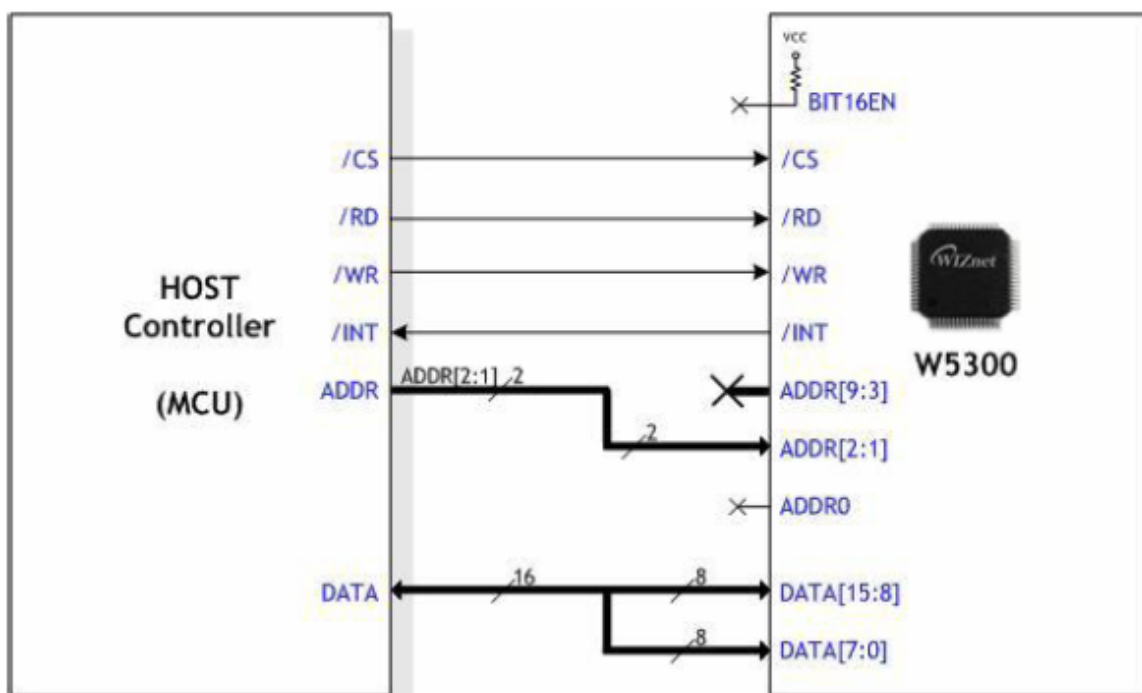 vcc
BIT16EN
/CS
/CS
/RD
/RD
/WR
/WR
HOST
Controller
(MCU)
/INT
/INT
WIZnet
W5300
ADDR
ADDR[2:1]
2
ADDR[9:3]
2
ADDR[2:1]
ADDR0
DATA
16
8
DATA[15:8]
8
DATA[7:0]